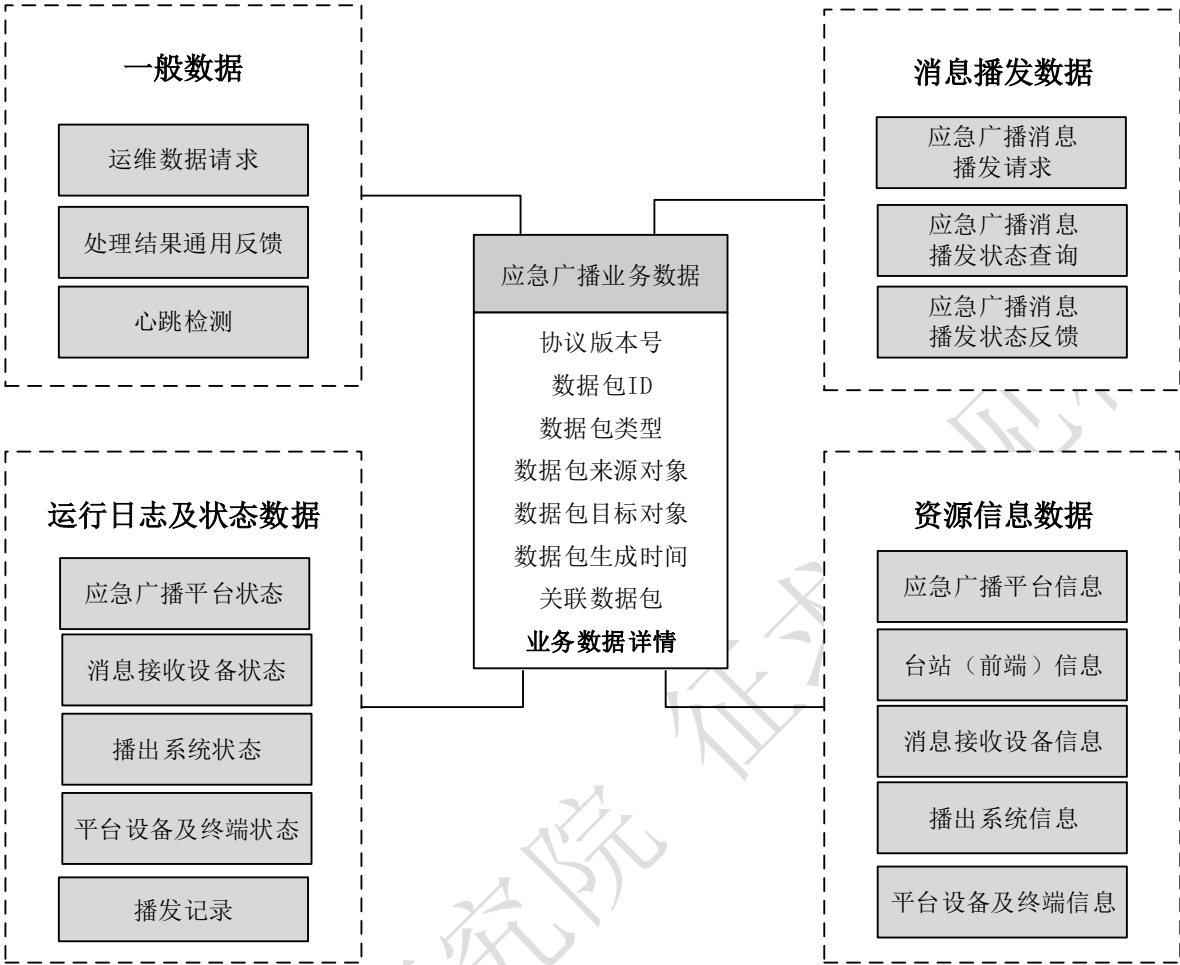 一般数据
运维数据请求
处理结果通用反馈
心跳检测
消息播发数据
应急广播消息
播发请求
应急广播消息
播发状态查询
应急广播消息
播发状态反馈
应急广播业务数据
协议版本号
数据包ID
数据包类型
数据包来源对象
数据包目标对象
数据包生成时间
关联数据包
业务数据详情
运行日志及状态数据
应急广播平台状态
消息接收设备状态
播出系统状态
平台设备及终端状态
播发记录
资源信息数据
应急广播平台信息
台站（前端）信息
消息接收设备信息
播出系统信息
平台设备及终端信息
究院 征求 见